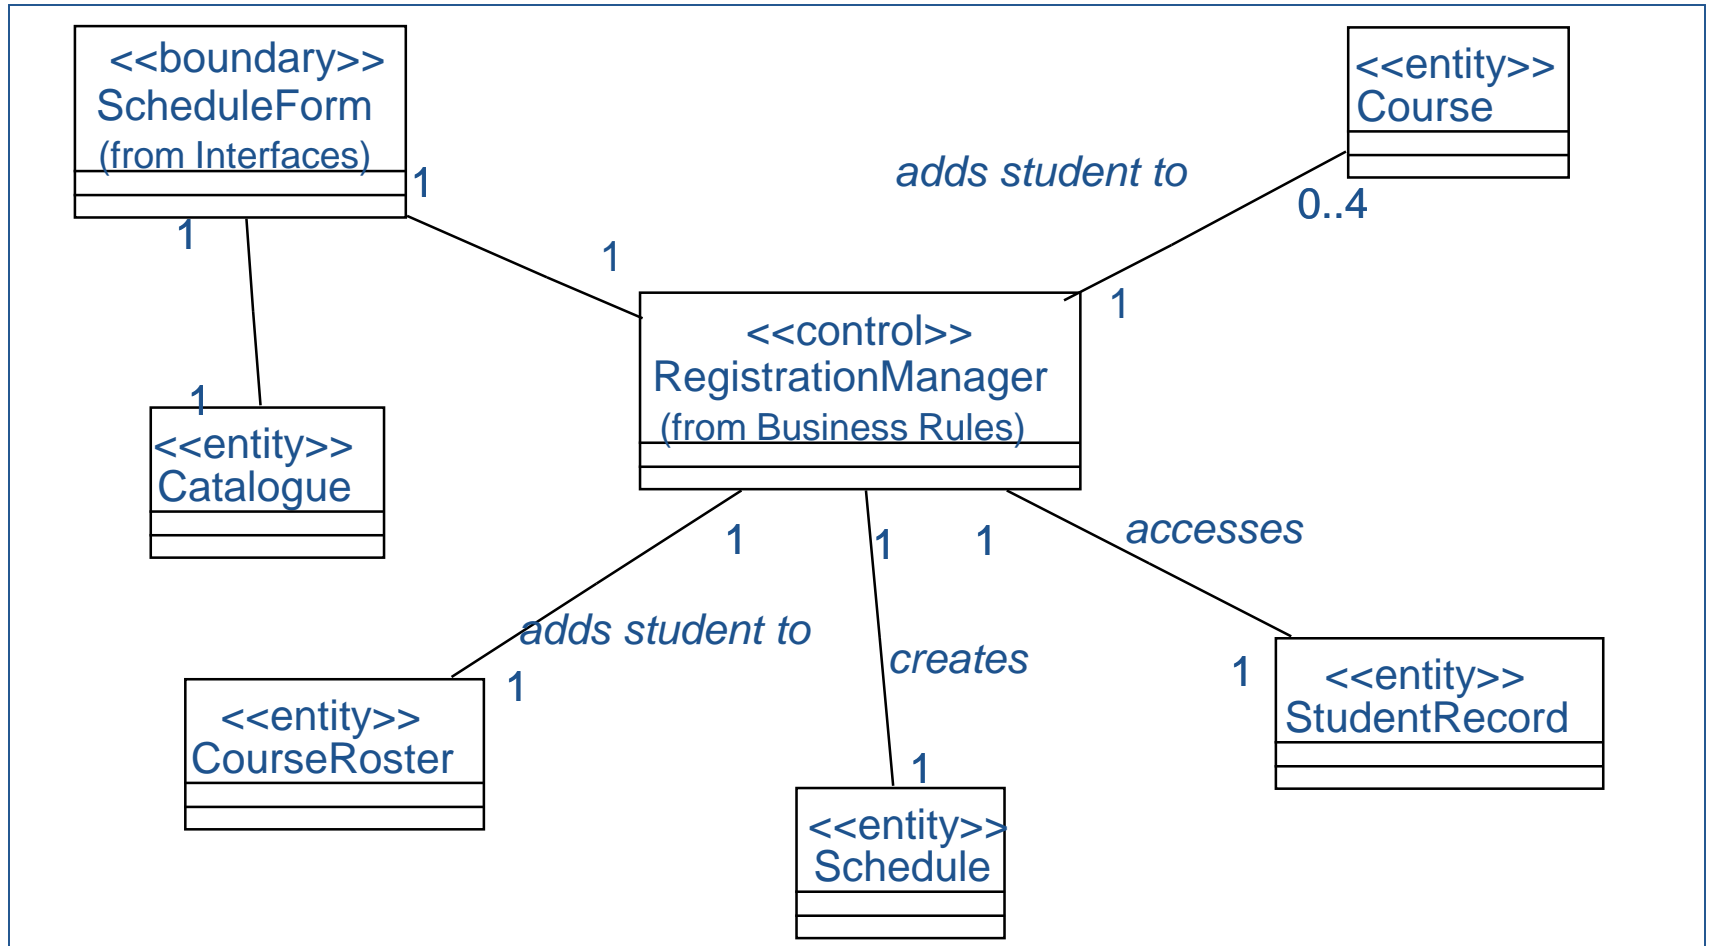 <<boundary>>
ScheduleForm
(from Interfaces)
1
1
<<entity>>
Course
adds student to
0..4
1
1
<<control>>
RegistrationManager
(from Business Rules)
1
<<entity>>
Catalogue
1
1
1
accesses
adds student to
1
creates
1
<<entity>>
StudentRecord
<<entity>>
CourseRoster
1
<<entity>>
Schedule